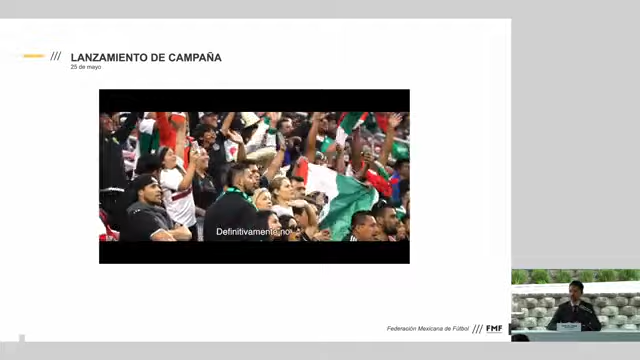 /// LANZAMIENTO DE CAMPAÑA
25 de mayo
Definitivamente no
Federación Mexicana de Fútbol /// FMF